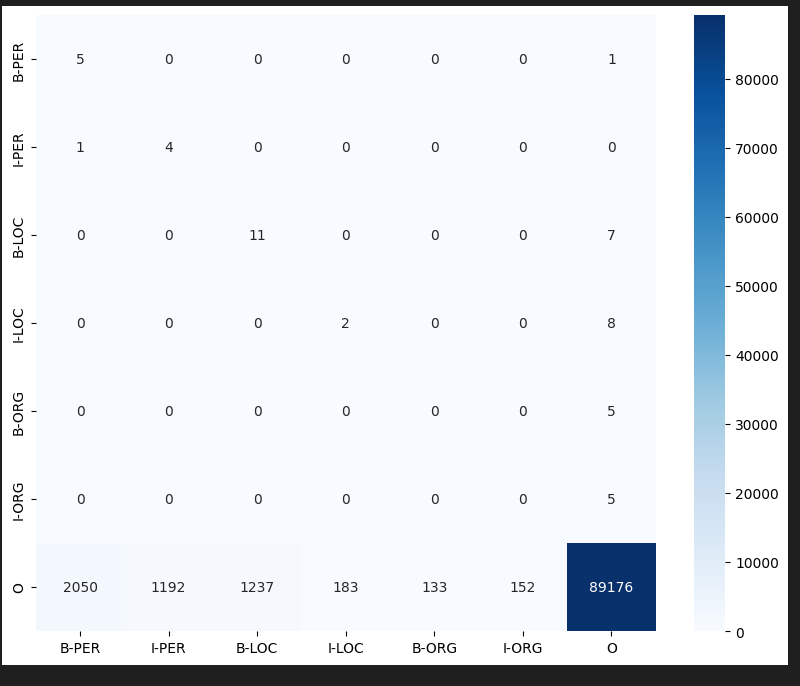 B-PER 5 0 0 0 0 0 1
I-PER 1 4 0 0 0 0 0
B-LOC 0 0 11 0 0 0 7
I-LOC 0 0 0 2 0 0 8
B-ORG 0 0 0 0 0 0 5
I-ORG 0 0 0 0 0 0 5
O 2050 1192 1237 183 133 152 89176
B-PER I-PER B-LOC I-LOC B-ORG I-ORG O
80000
70000
60000
50000
40000
30000
20000
10000
0